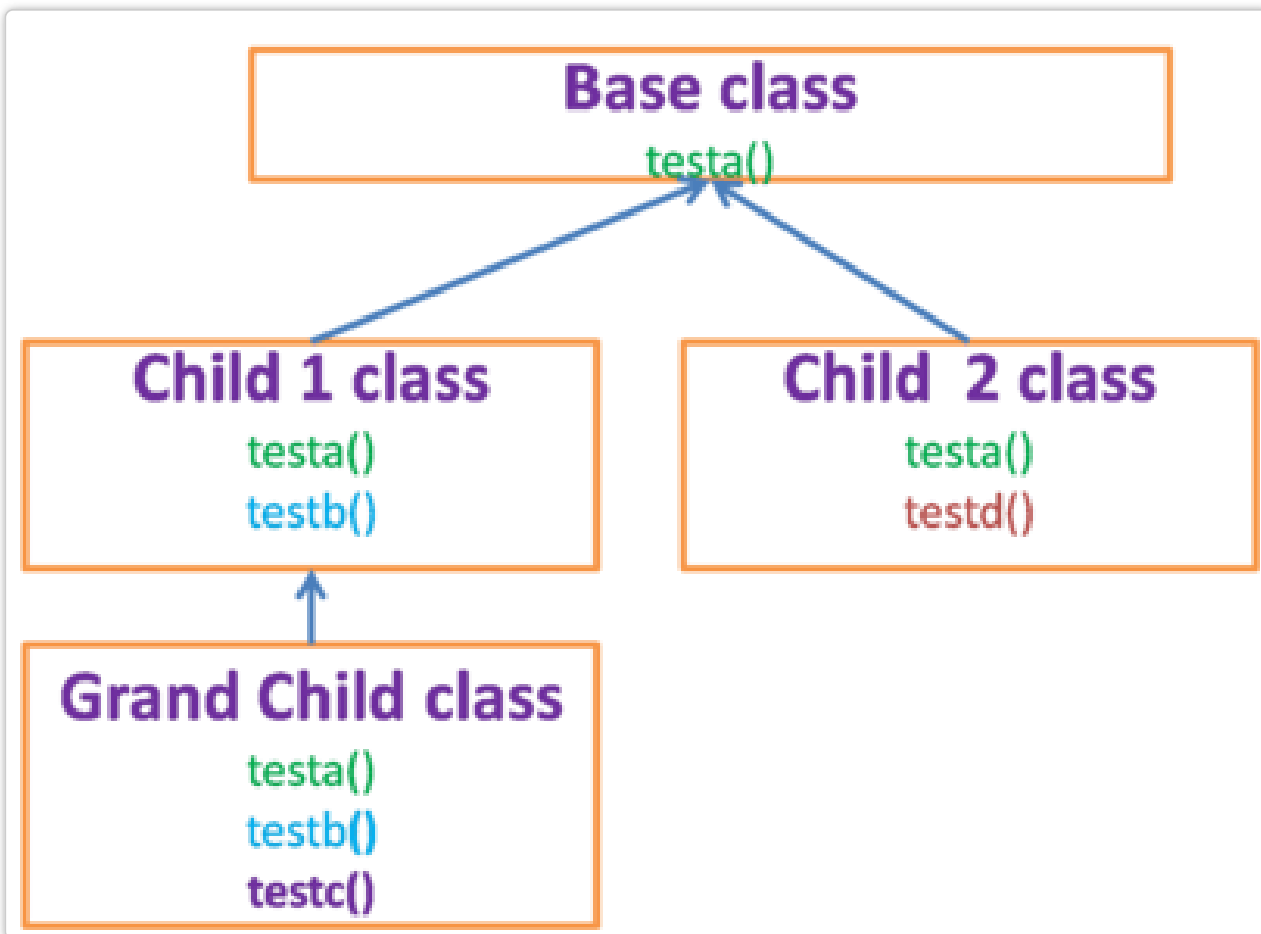 Base class
testa()
Child 1 class
testa()
testb()
Child 2 class
testa()
testd()
Grand Child class
testa()
testb()
testc()